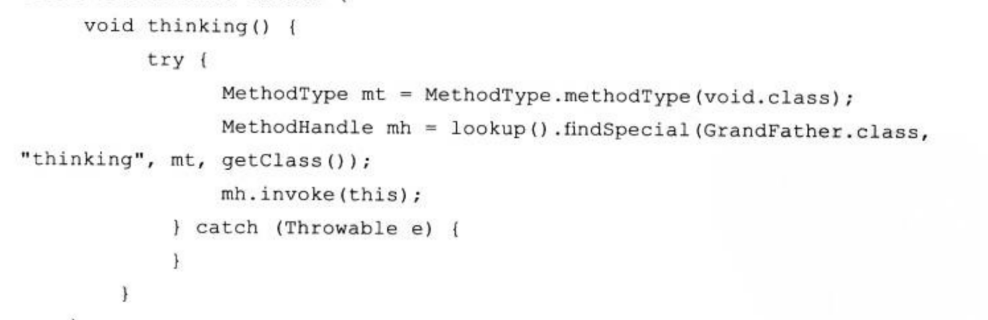 void thinking() {
try {
MethodType mt = MethodType.methodType(void.class);
MethodHandle mh = lookup().findSpecial(GrandFather.class,
"thinking", mt, getClass());
mh.invoke(this);
} catch (Throwable e) {
}
}